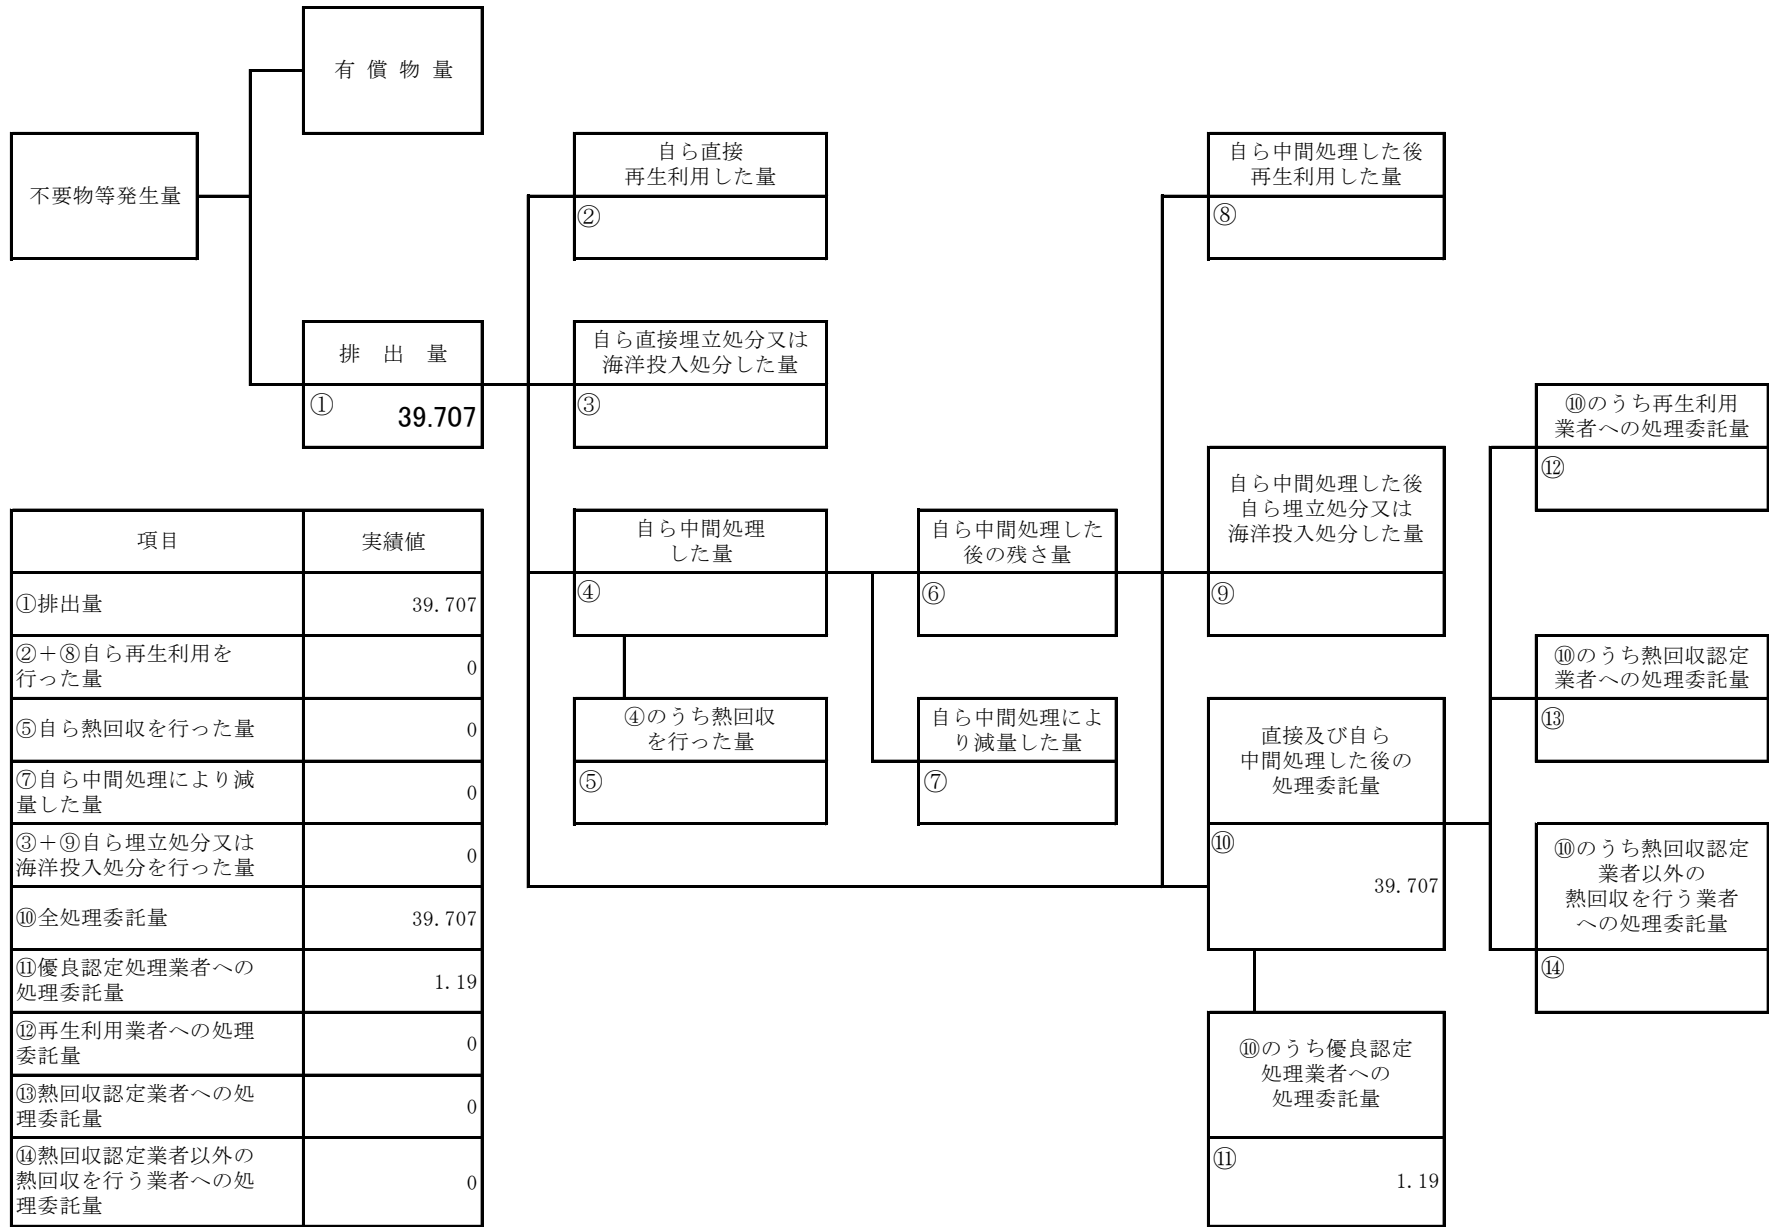 有 償 物 量
不要物等発生量
排 出 量
①
39.707
自ら直接
再生利用した量
②
自ら直接埋立処分又は
海洋投入処分した量
③
自ら中間処理
した量
④
④のうち熱回収
を行った量
⑤
自ら中間処理した
後の残さ量
⑥
自ら中間処理によ
り減量した量
⑦
自ら中間処理した後
再生利用した量
⑧
自ら中間処理した後
自ら埋立処分又は
海洋投入処分した量
⑨
直接及び自ら
中間処理した後の
処理委託量
⑩
39.707
⑩のうち優良認定
処理業者への
処理委託量
⑪
1.19
⑩のうち再生利用
業者への処理委託量
⑫
⑩のうち熱回収認定
業者への処理委託量
⑬
⑩のうち熱回収認定
業者以外の
熱回収を行う業者
への処理委託量
⑭
項目 実績値
①排出量 39.707
②＋⑧自ら再生利用を
行った量 0
⑤自ら熱回収を行った量 0
⑦自ら中間処理により減
量した量 0
③＋⑨自ら埋立処分又は
海洋投入処分を行った量 0
⑩全処理委託量 39.707
⑪優良認定処理業者への
処理委託量 1.19
⑫再生利用業者への処理
委託量 0
⑬熱回収認定業者への処
理委託量 0
⑭熱回収認定業者以外の
熱回収を行う業者への処
理委託量 0